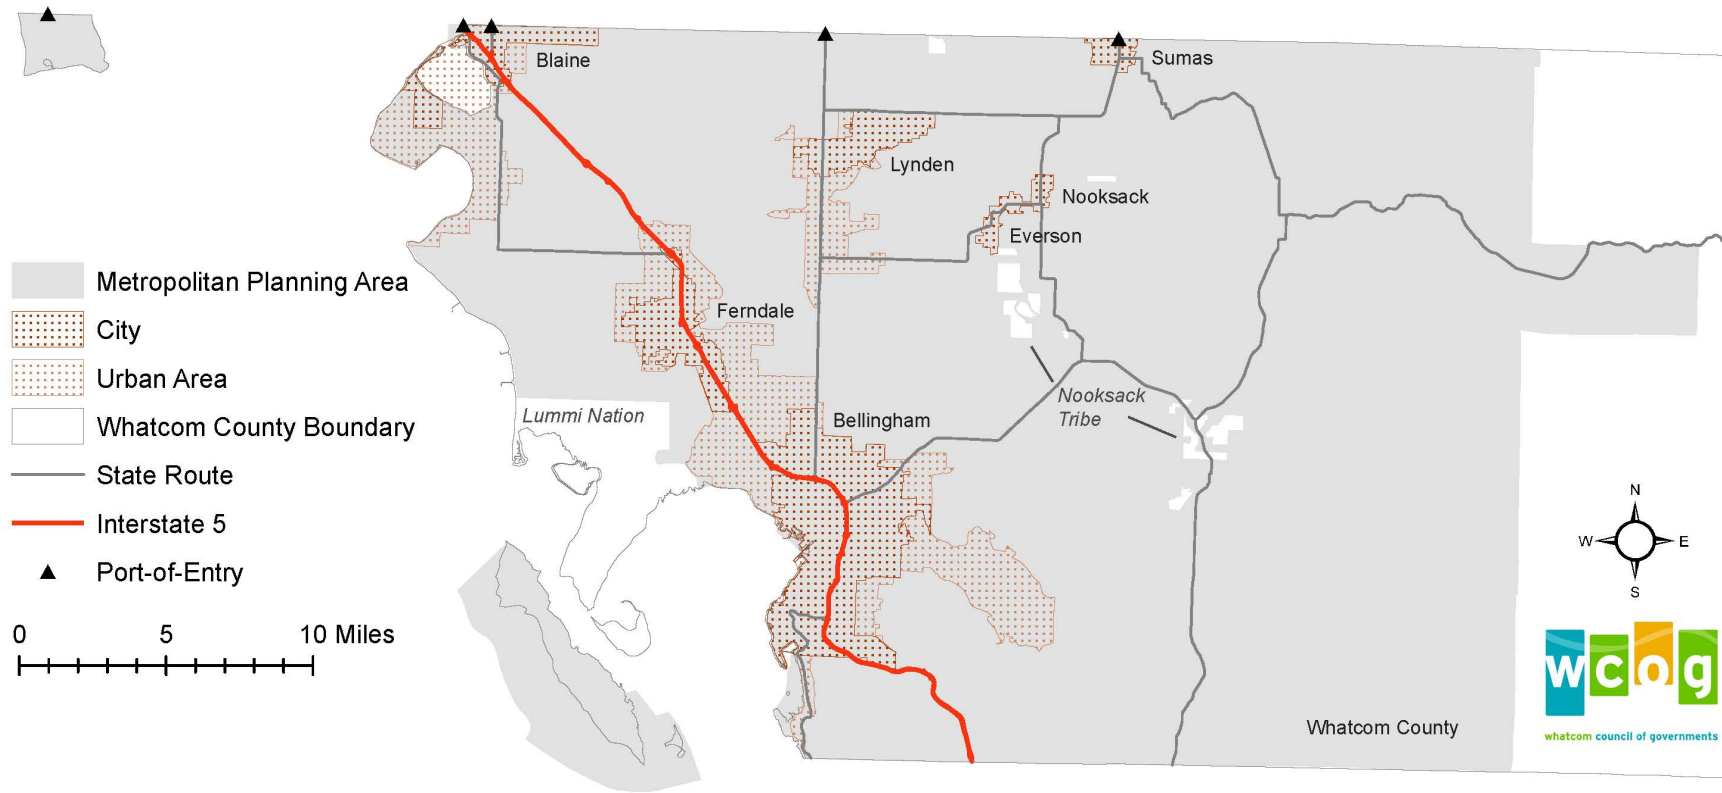 Blaine
Sumas
Lynden
Nooksack
Everson
Metropolitan Planning Area
City
Ferndale
Urban Area
Nooksack
Tribe
Lummi Nation
Bellingham
Whatcom County Boundary
State Route
Interstate 5
Port-of-Entry
N
W E
S
0 5 10 Miles
wcog
Whatcom County
whatcom council of governments